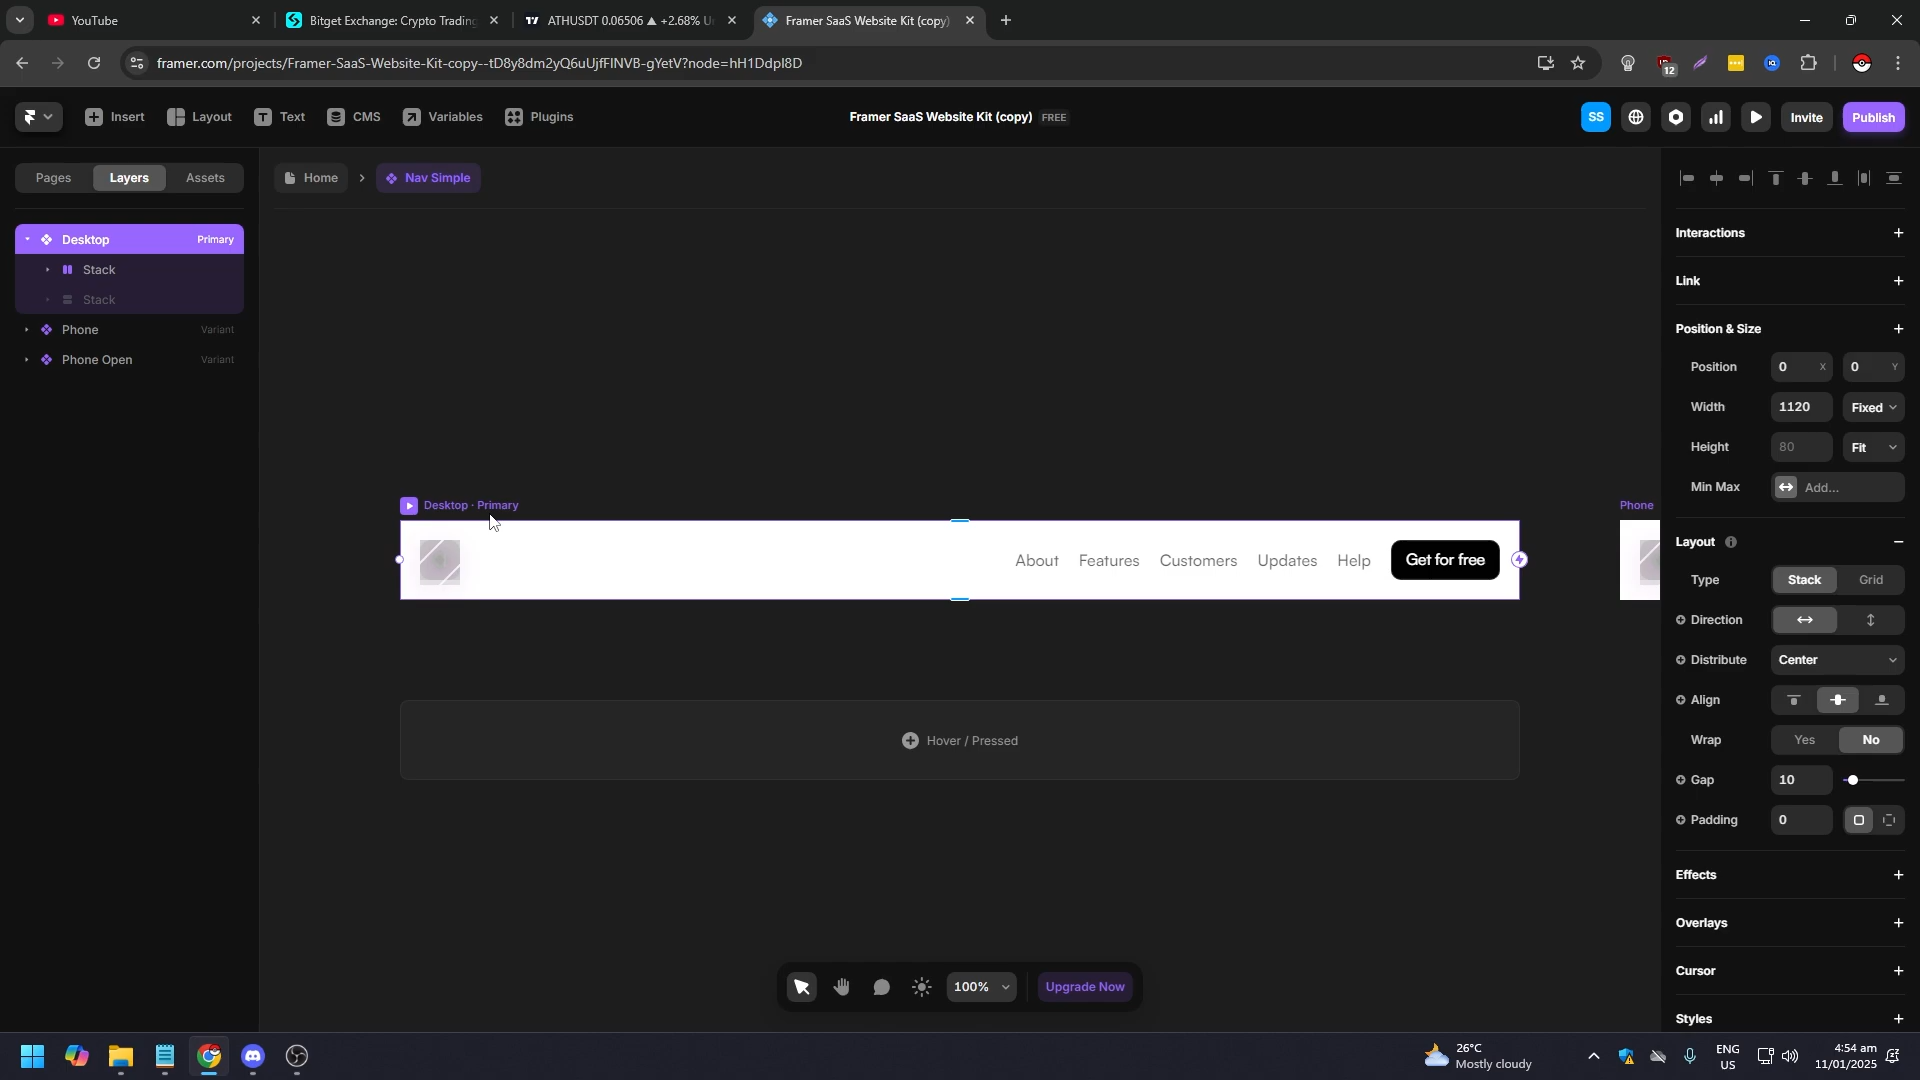 YouTube
Bitget Exchange: Crypto Trading
ATHUSDT 0.06506 ▲ +2.68%
Framer SaaS Website Kit (copy)
framer.com/projects/Framer-SaaS-Website-Kit-copy--tD8y8dm2yQ6uUjfFINVB-gYetV?node=hH1Ddpl8D
12
Insert
Layout
Text
CMS
Variables
Plugins
Framer SaaS Website Kit (copy) FREE
SS
Invite
Publish
Pages
Layers
Assets
Home
Nav Simple
Desktop Primary
Stack
Stack
Phone Variant
Phone Open Variant
Desktop · Primary
Phone
About
Features
Customers
Updates
Help
Get for free
Hover / Pressed
100%
Upgrade Now
Interactions
Link
Position & Size
Position 0 X 0 Y
Width 1120 Fixed
Height 80 Fit
Min Max Add...
Layout
Type Stack Grid
Direction
Distribute Center
Align
Wrap Yes No
Gap 10
Padding 0
Effects
Overlays
Cursor
Styles
26°C
Mostly cloudy
ENG
US
4:54 am
11/01/2025